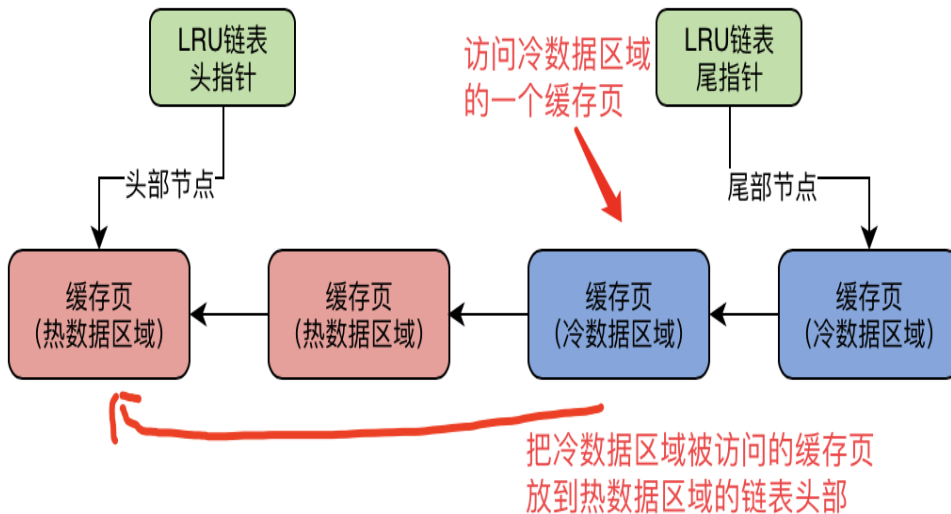 LRU链表
头指针
访问冷数据区域
的一个缓存页
LRU链表
尾指针
头部节点
尾部节点
缓存页
(热数据区域)
缓存页
(热数据区域)
缓存页
(冷数据区域)
缓存页
(冷数据区域)
把冷数据区域被访问的缓存页
放到热数据区域的链表头部